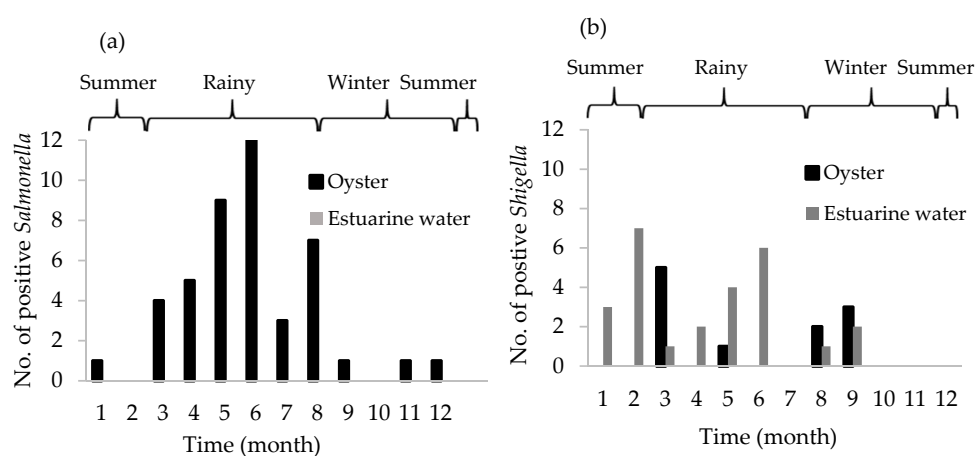 (a)
Summer Rainy Winter Summer
No. of positive Salmonella
12
10
8
6
4
2
0
Oyster
Estuarine water
1 2 3 4 5 6 7 8 9 10 11 12
Time (month)
(b)
Summer Rainy Winter Summer
No. of postive Shigella
12
10
8
6
4
2
0
Oyster
Estuarine water
1 2 3 4 5 6 7 8 9 10 11 12
Time (month)